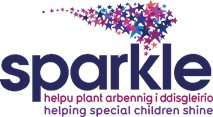 sparkle
helpu plant arbennig i ddisgleirio
helping special children shine